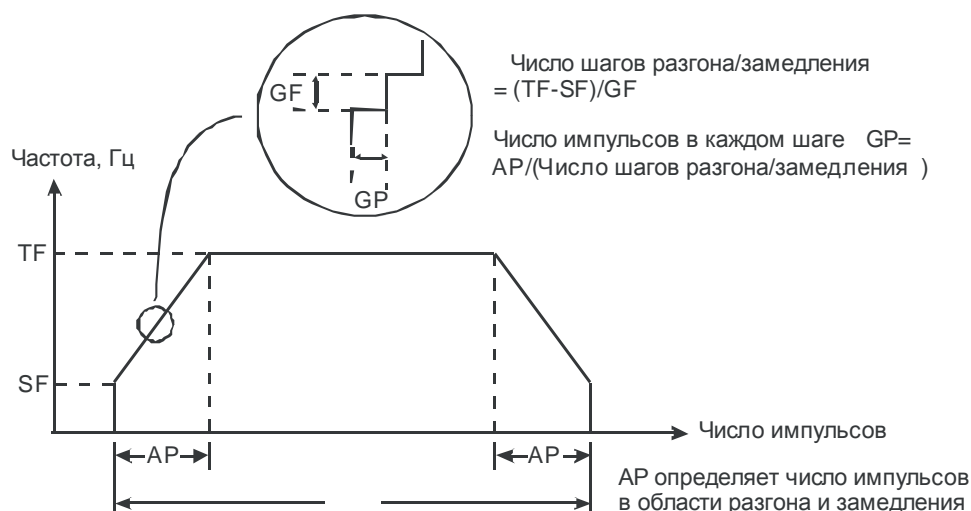 Число шагов разгона/замедления
= (TF-SF)/GF
GF
Число импульсов в каждом шаге GP=
AP/(Число шагов разгона/замедления )
Частота, Гц
GP
TF
SF
Число импульсов
AP
AP
AP определяет число импульсов
в области разгона и замедления